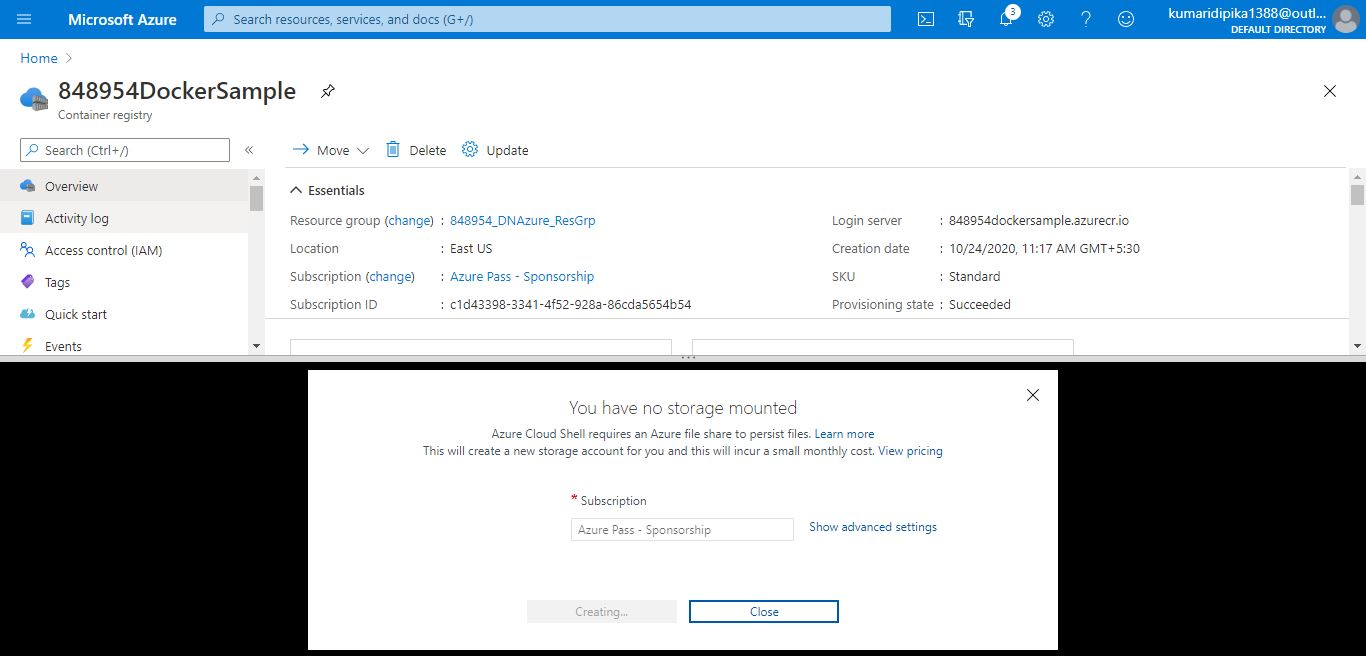 Microsoft Azure
Search resources, services, and docs (G+/)
3
kumaridipika1388@outl...
DEFAULT DIRECTORY
Home
848954DockerSample
Container registry
Search (Ctrl+/)
«
Move
Delete
Update
Overview
Activity log
Access control (IAM)
Tags
Quick start
Events
Essentials
Resource group (change) : 848954_DNAzure_ResGrp
Location : East US
Subscription (change) : Azure Pass - Sponsorship
Subscription ID : c1d43398-3341-4f52-928a-86cda5654b54
Login server : 848954dockersample.azurecr.io
Creation date : 10/24/2020, 11:17 AM GMT+5:30
SKU : Standard
Provisioning state : Succeeded
You have no storage mounted
Azure Cloud Shell requires an Azure file share to persist files. Learn more
This will create a new storage account for you and this will incur a small monthly cost. View pricing
* Subscription
Azure Pass - Sponsorship
Show advanced settings
Creating...
Close